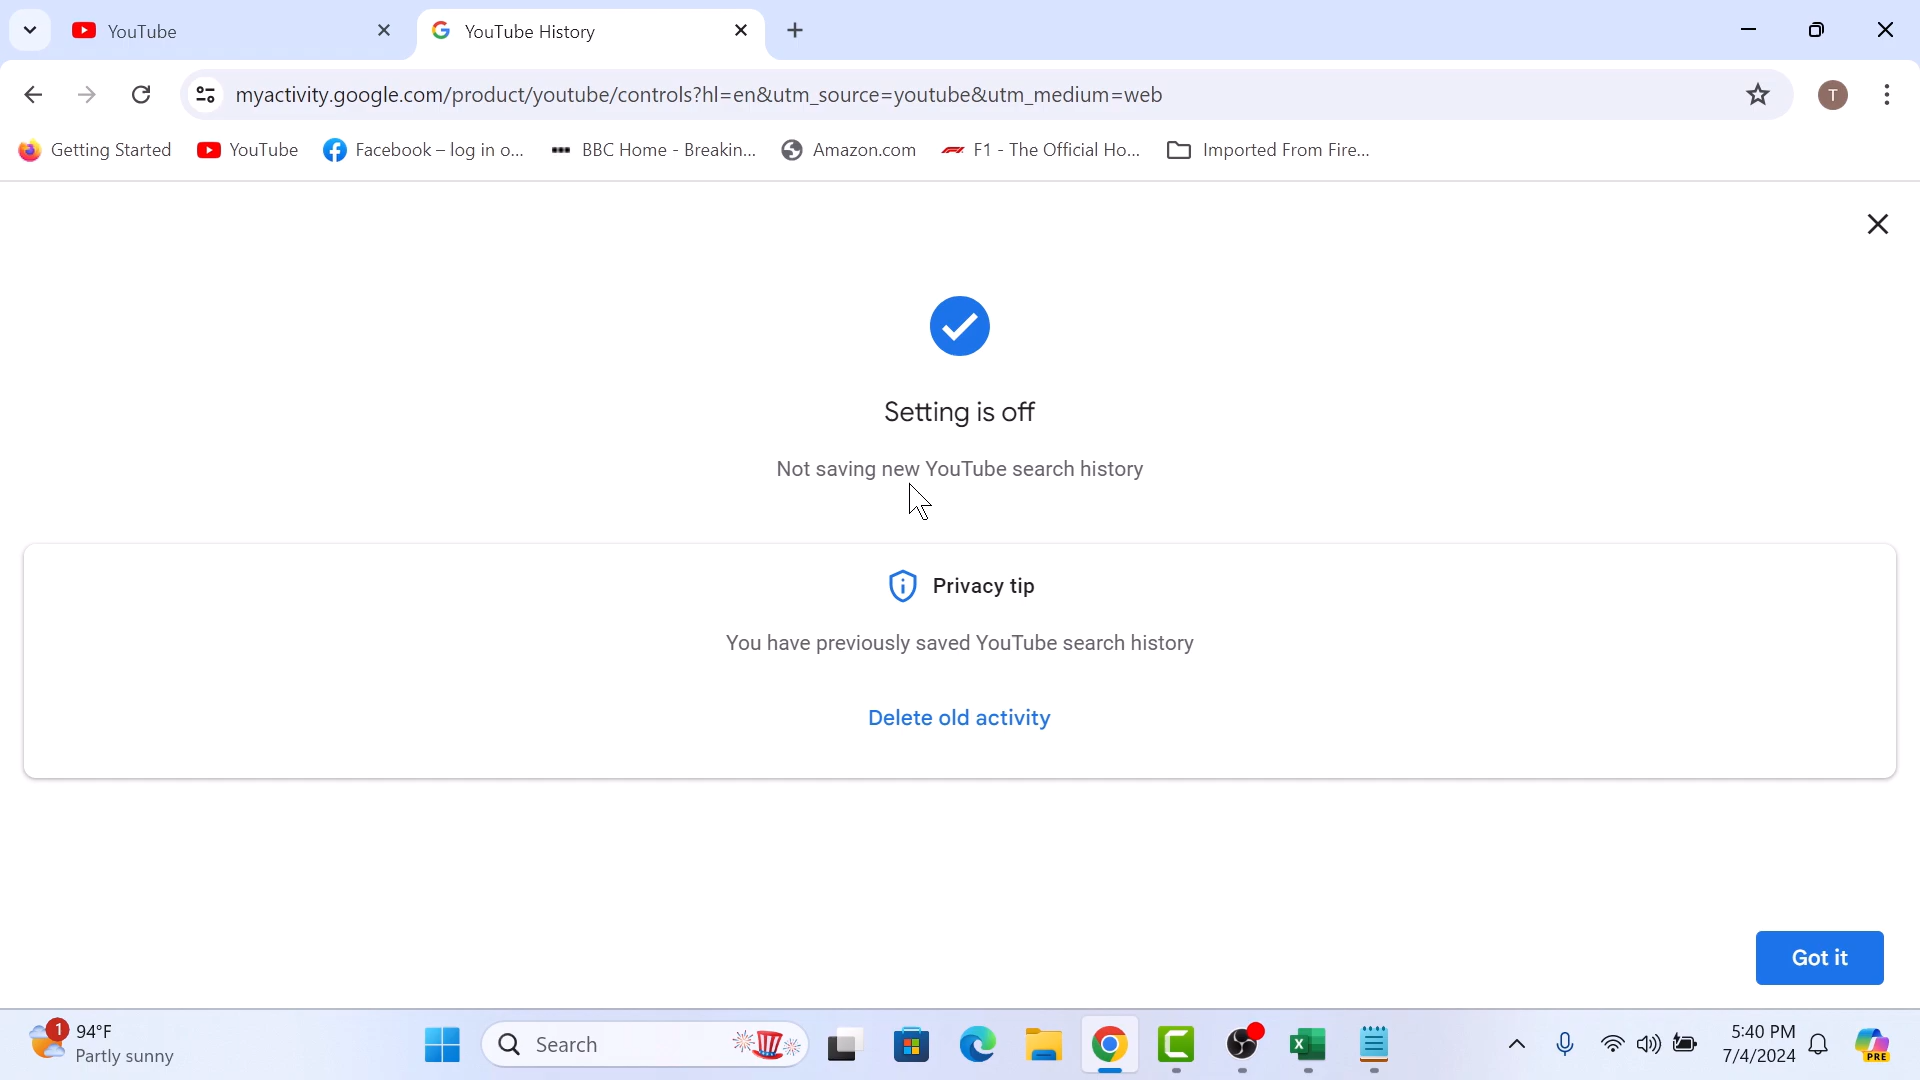 YouTube
YouTube History
myactivity.google.com/product/youtube/controls?hl=en&utm_source=youtube&utm_medium=web
T
Getting Started
YouTube
Facebook – log in o...
BBC Home - Breakin...
Amazon.com
F1 - The Official Ho...
Imported From Fire...
Setting is off
Not saving new YouTube search history
Privacy tip
You have previously saved YouTube search history
Delete old activity
Got it
1
94°F
Partly sunny
Search
5:40 PM
7/4/2024
PRE